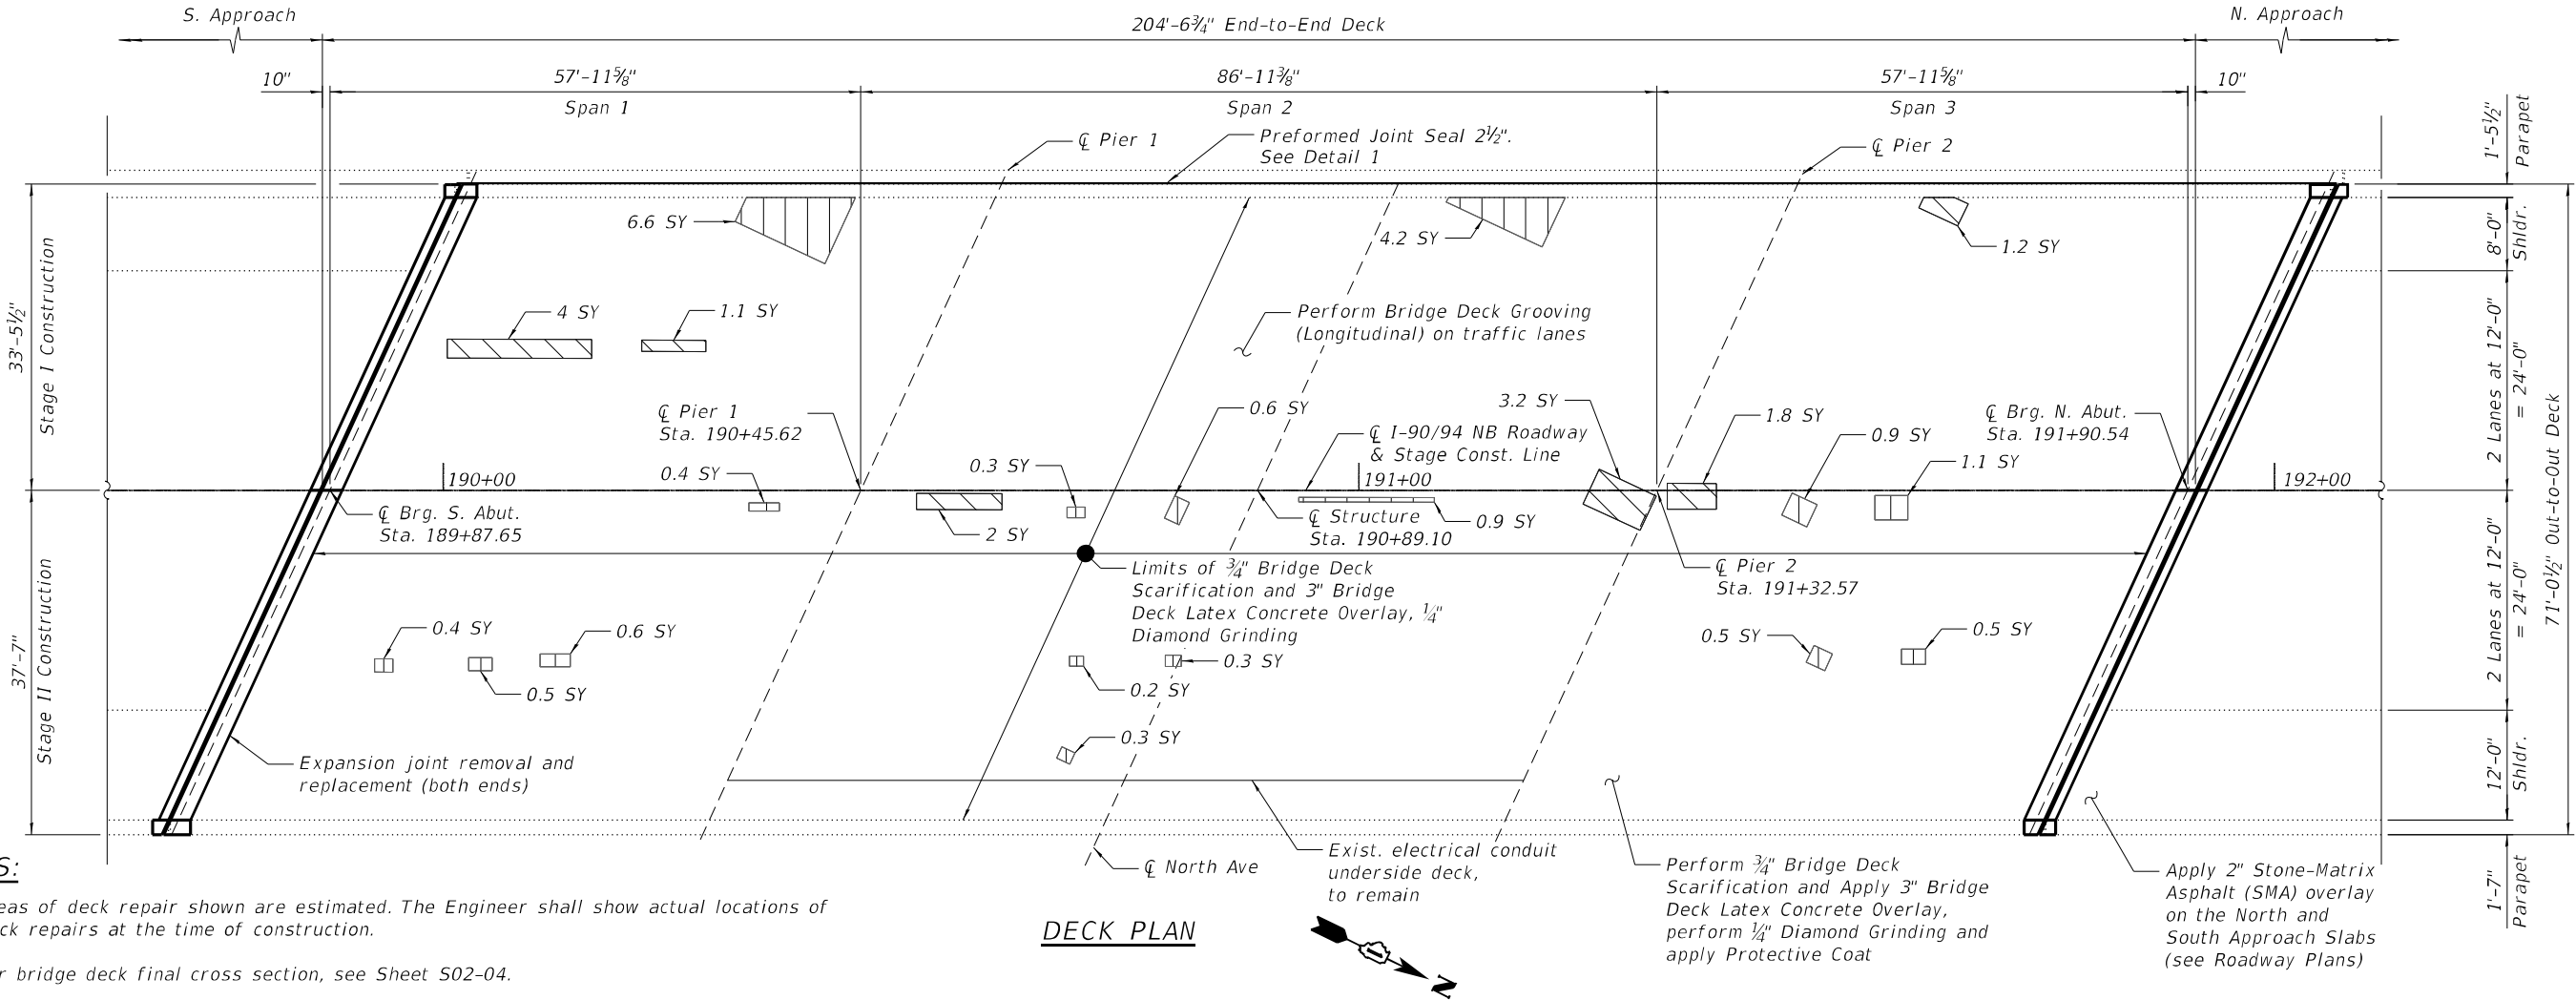 S. Approach
204'-6¾" End-to-End Deck
N. Approach
10"
57'-11⅝"
Span 1
86'-11⅜"
Span 2
57'-11⅝"
Span 3
10"
℄ Pier 1
Preformed Joint Seal 2½".
See Detail 1
℄ Pier 2
1'-5½"
Parapet
6.6 SY
4.2 SY
1.2 SY
8'-0"
Shldr.
33'-5½"
Stage I Construction
4 SY
1.1 SY
Perform Bridge Deck Grooving
(Longitudinal) on traffic lanes
2 Lanes at 12'-0"
= 24'-0"
℄ Pier 1
Sta. 190+45.62
0.6 SY
3.2 SY
1.8 SY
℄ Brg. N. Abut.
Sta. 191+90.54
℄ I-90/94 NB Roadway
& Stage Const. Line
0.9 SY
1.1 SY
0.4 SY
0.3 SY
190+00
191+00
192+00
℄ Brg. S. Abut.
Sta. 189+87.65
2 SY
℄ Structure
Sta. 190+89.10
0.9 SY
℄ Pier 2
Sta. 191+32.57
Limits of ¾" Bridge Deck
Scarification and 3" Bridge
Deck Latex Concrete Overlay, ¼"
Diamond Grinding
37'-7"
Stage II Construction
0.4 SY
0.5 SY
0.6 SY
0.2 SY
0.3 SY
0.3 SY
0.5 SY
0.5 SY
2 Lanes at 12'-0"
= 24'-0"
71'-0½" Out-to-Out Deck
12'-0"
Shldr.
1'-7"
Parapet
Expansion joint removal and
replacement (both ends)
℄ North Ave
Exist. electrical conduit
underside deck,
to remain
Perform ¾" Bridge Deck
Scarification and Apply 3" Bridge
Deck Latex Concrete Overlay,
perform ¼" Diamond Grinding and
apply Protective Coat
Apply 2" Stone-Matrix
Asphalt (SMA) overlay
on the North and
South Approach Slabs
(see Roadway Plans)
S:
eas of deck repair shown are estimated. The Engineer shall show actual locations of
ck repairs at the time of construction.
r bridge deck final cross section, see Sheet S02-04.
DECK PLAN
N